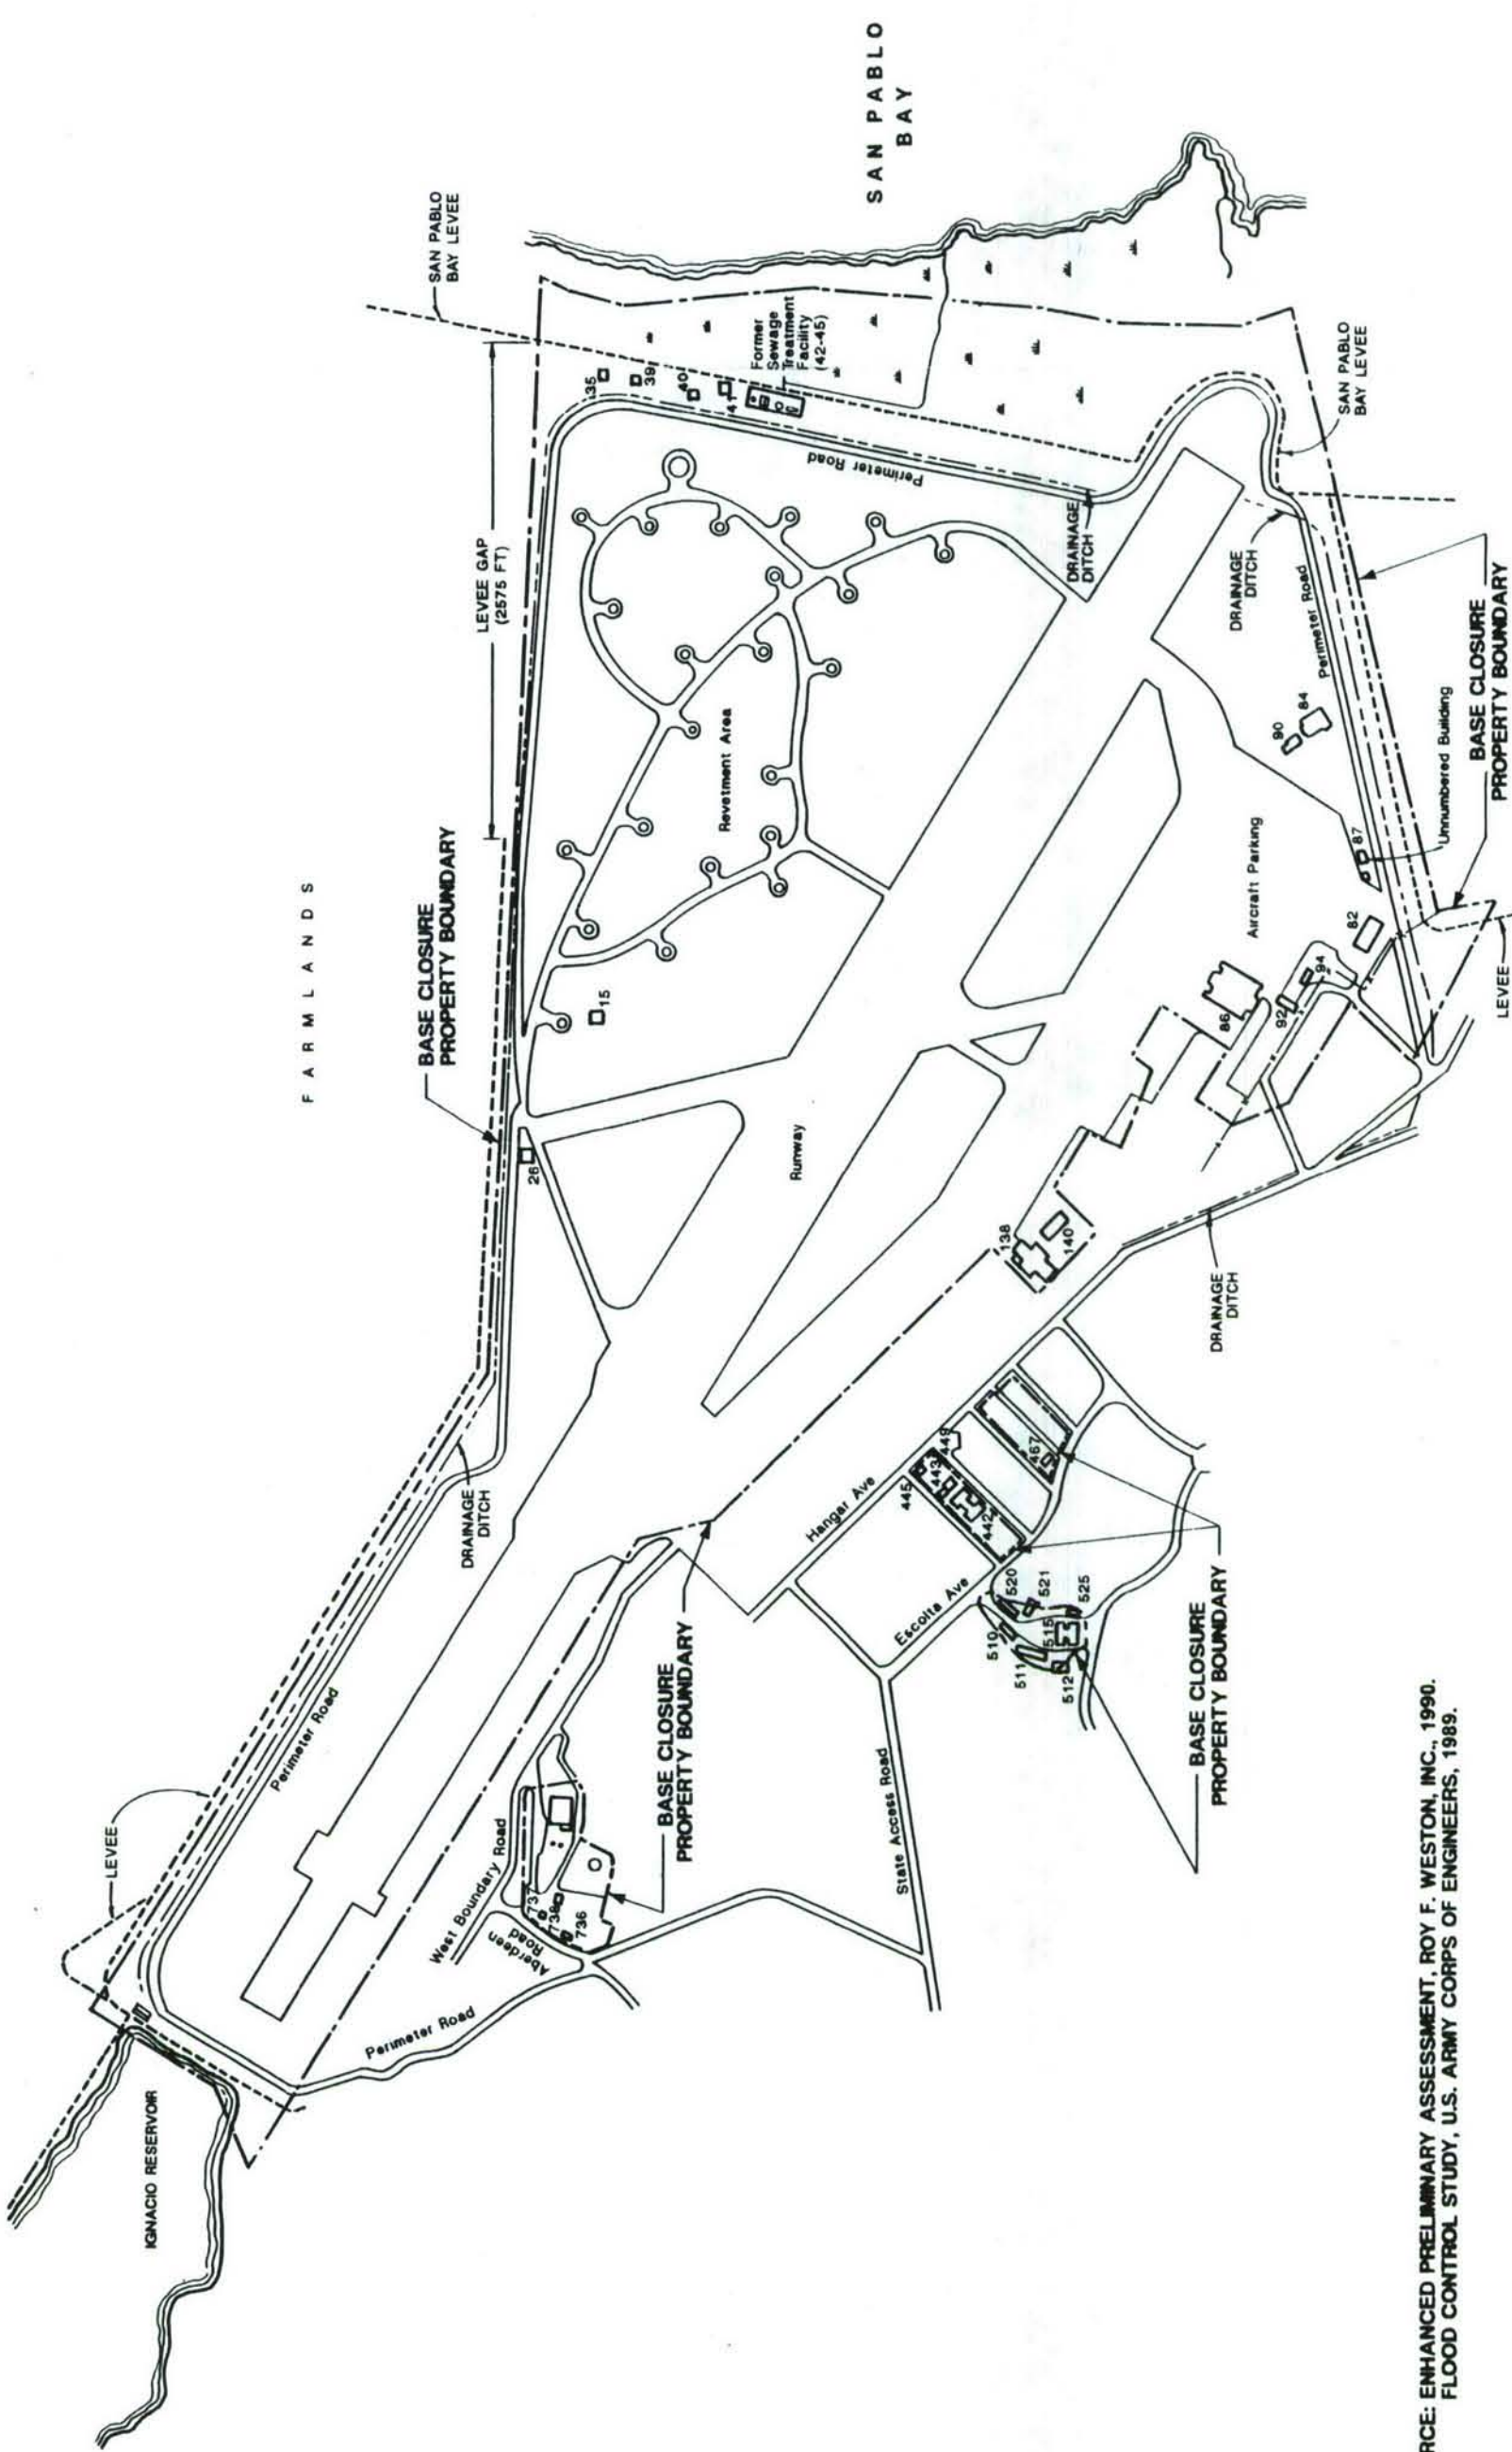 SAN PABLO
BAY
SAN PABLO
BAY LEVEE
LEVEE GAP
(2575 FT)
FARMLANDS
BASE CLOSURE
PROPERTY BOUNDARY
35
39
40
41
Former
Sewage
Treatment
Facility
(42-45)
Perimeter Road
Revetment Area
15
26
Runway
DRAINAGE
DITCH
DRAINAGE
DITCH
SAN PABLO
BAY LEVEE
Perimeter Road
BASE CLOSURE
PROPERTY BOUNDARY
Unnumbered Building
84
90
87
82
Aircraft Parking
94
92
86
LEVEE
138
140
DRAINAGE
DITCH
DRAINAGE
DITCH
LEVEE
Perimeter Road
IGNACIO RESERVOIR
Perimeter Road
West Boundary Road
Aberdeen
Road
737
738
736
BASE CLOSURE
PROPERTY BOUNDARY
Hangar Ave
Escolta Ave
State Access Road
445
443
449
442
467
520
521
525
510
511
515
512
BASE CLOSURE
PROPERTY BOUNDARY
RCE: ENHANCED PRELIMINARY ASSESSMENT, ROY F. WESTON, INC., 1990.
FLOOD CONTROL STUDY, U.S. ARMY CORPS OF ENGINEERS, 1989.